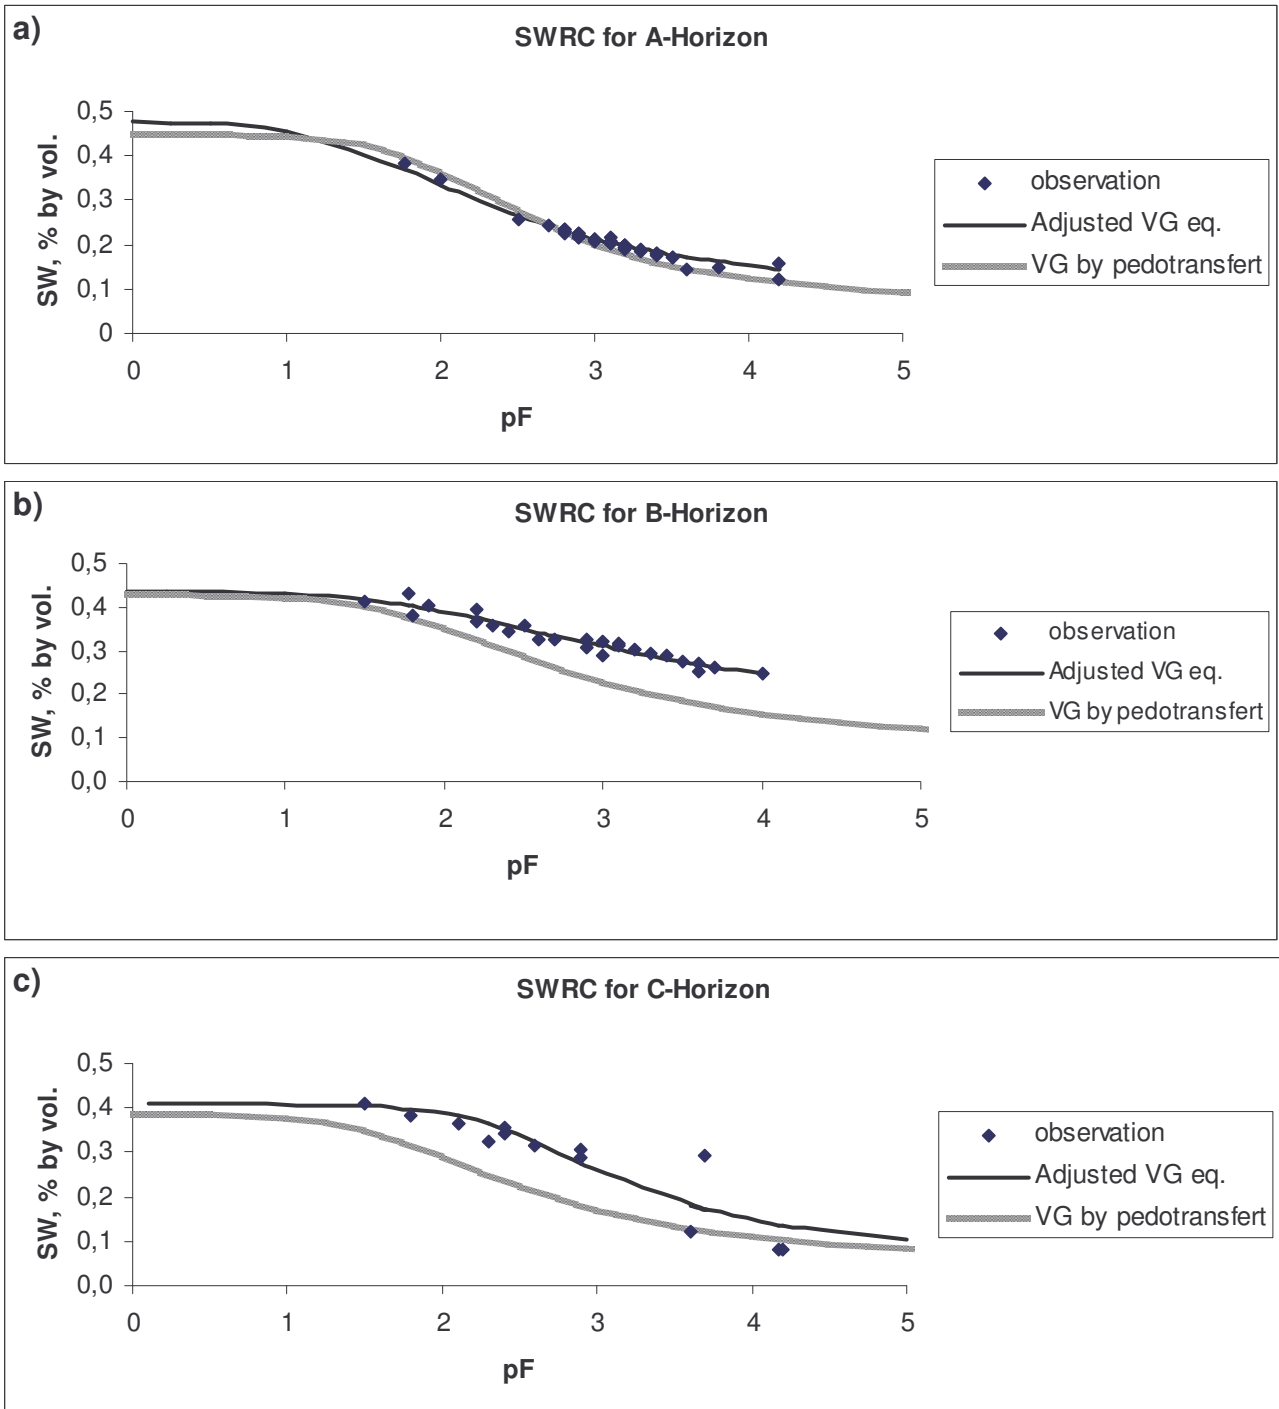 a)
SWRC for A-Horizon
SW, % by vol.
0,5
0,4
0,3
0,2
0,1
0
0 1 2 3 4 5
pF
observation
Adjusted VG eq.
VG by pedotransfert
b)
SWRC for B-Horizon
SW, % by vol.
0,5
0,4
0,3
0,2
0,1
0,0
0 1 2 3 4 5
pF
observation
Adjusted VG eq.
VG by pedotransfert
c)
SWRC for C-Horizon
SW, % by vol.
0,5
0,4
0,3
0,2
0,1
0,0
0 1 2 3 4 5
pF
observation
Adjusted VG eq.
VG by pedotransfert